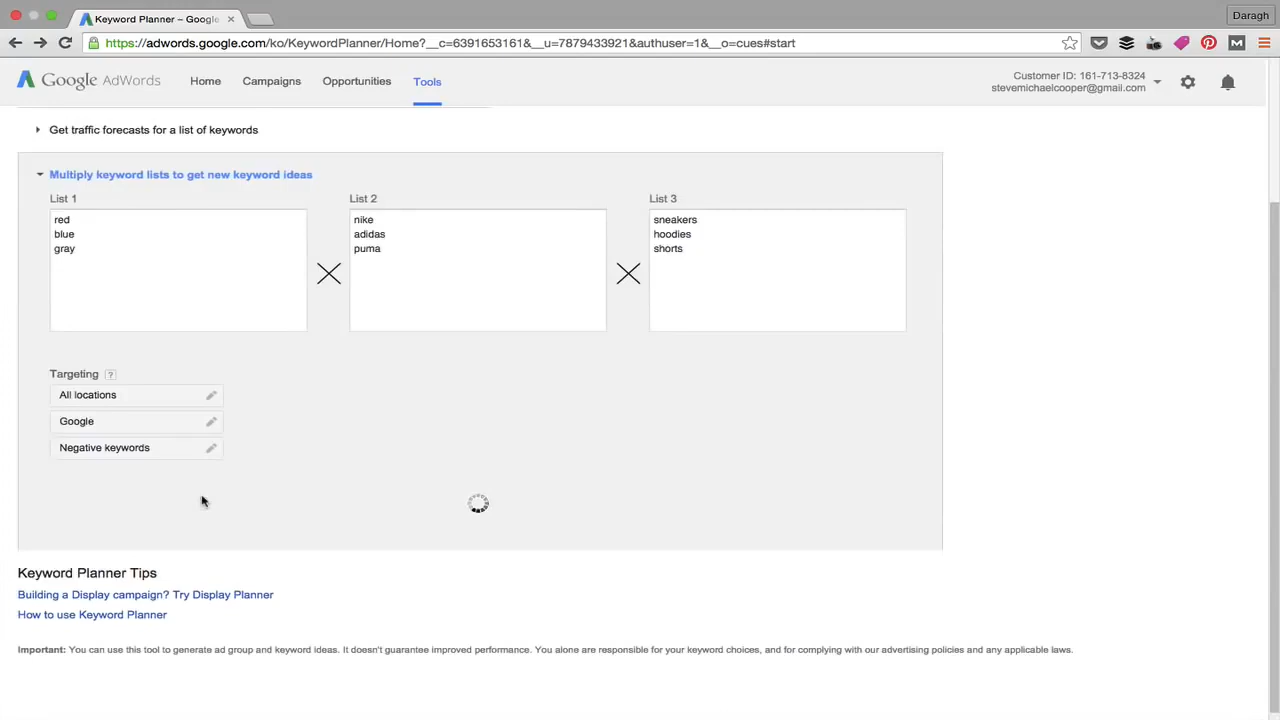 Keyword Planner – Google
Daragh
https://adwords.google.com/ko/KeywordPlanner/Home?__c=6391653161&__u=7879433921&authuser=1&__o=cues#start
Google AdWords
Home
Campaigns
Opportunities
Tools
Customer ID: 161-713-8324
stevemichaelcooper@gmail.com
Get traffic forecasts for a list of keywords
Multiply keyword lists to get new keyword ideas
List 1
List 2
List 3
red
blue
gray
nike
adidas
puma
sneakers
hoodies
shorts
Targeting ?
All locations
Google
Negative keywords
Keyword Planner Tips
Building a Display campaign? Try Display Planner
How to use Keyword Planner
Important: You can use this tool to generate ad group and keyword ideas. It doesn't guarantee improved performance. You alone are responsible for your keyword choices, and for complying with our advertising policies and any applicable laws.